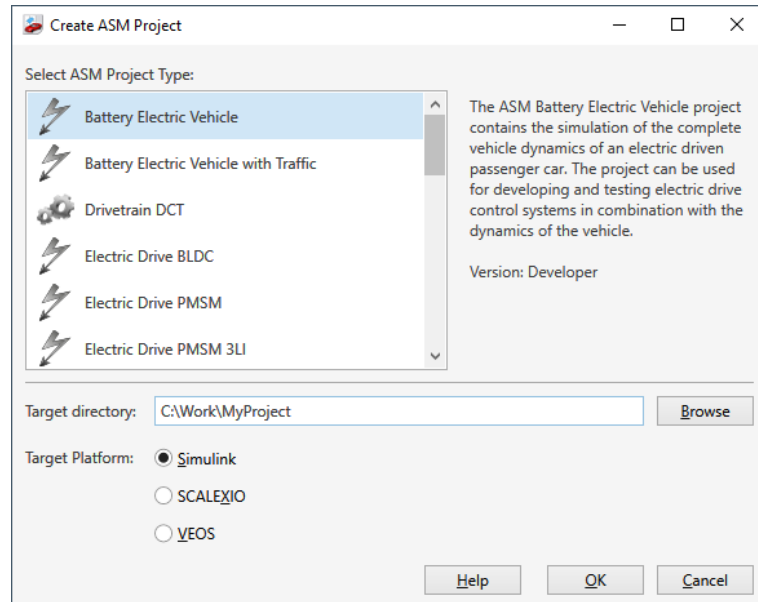 Create ASM Project
Select ASM Project Type:
Battery Electric Vehicle
Battery Electric Vehicle with Traffic
Drivetrain DCT
Electric Drive BLDC
Electric Drive PMSM
Electric Drive PMSM 3LI
The ASM Battery Electric Vehicle project
contains the simulation of the complete
vehicle dynamics of an electric driven
passenger car. The project can be used
for developing and testing electric drive
control systems in combination with the
dynamics of the vehicle.
Version: Developer
Target directory: C:\Work\MyProject Browse
Target Platform: Simulink
SCALEXIO
VEOS
Help OK Cancel